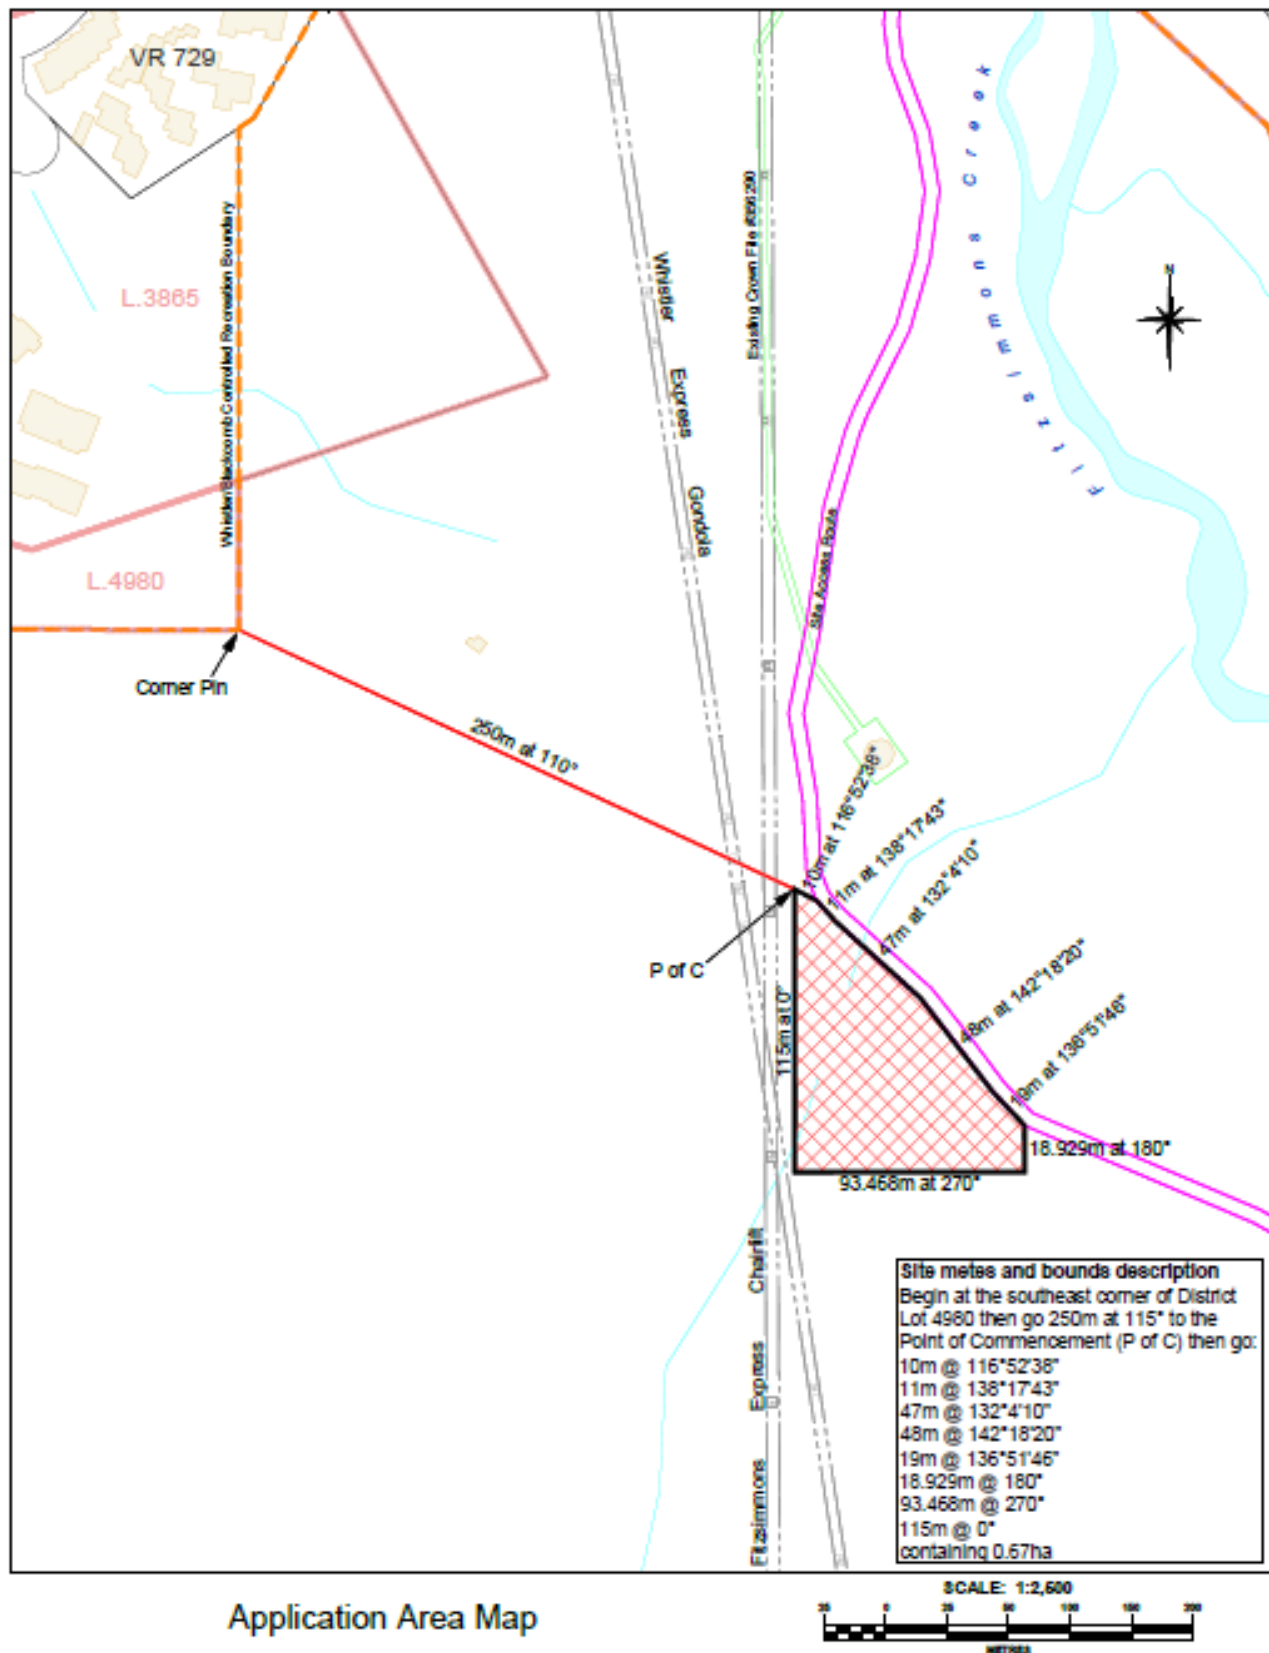 VR 729
Whistler Blackcomb Controlled Recreation Boundary
L.3865
L.4980
Corner Pin
250m at 110°
Whistler Express Gondola
Existing Crown File
Site Access Route
Fitzsimmons Creek
N
10m at 116°52'38"
11m at 138°17'43"
47m at 132°4'10"
48m at 142°18'20"
19m at 136°51'46"
P of C
115m at 0°
18.929m at 180°
93.468m at 270°
Fitzsimmons Express Chairlift
Site metes and bounds description
Begin at the southeast corner of District
Lot 4980 then go 250m at 115° to the
Point of Commencement (P of C) then go:
10m @ 116°52'38"
11m @ 138°17'43"
47m @ 132°4'10"
48m @ 142°18'20"
19m @ 136°51'46"
18.929m @ 180°
93.468m @ 270°
115m @ 0°
containing 0.67ha
Application Area Map
SCALE: 1:2,500
METRES